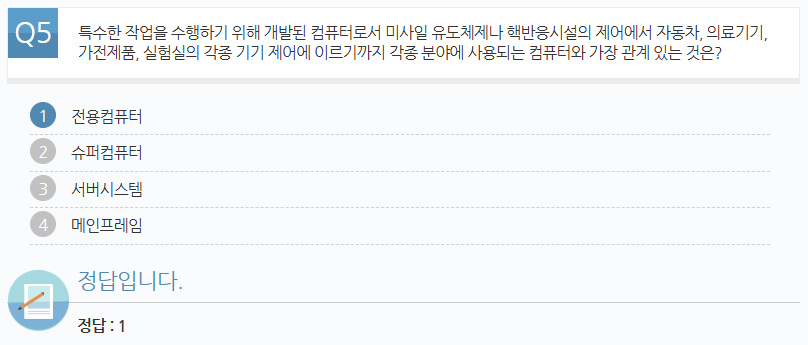 Q5
특수한 작업을 수행하기 위해 개발된 컴퓨터로서 미사일 유도체제나 핵반응시설의 제어에서 자동차, 의료기기,
가전제품, 실험실의 각종 기기 제어에 이르기까지 각종 분야에 사용되는 컴퓨터와 가장 관계 있는 것은?
1 전용컴퓨터
2 슈퍼컴퓨터
3 서버시스템
4 메인프레임
정답입니다.
정답 : 1